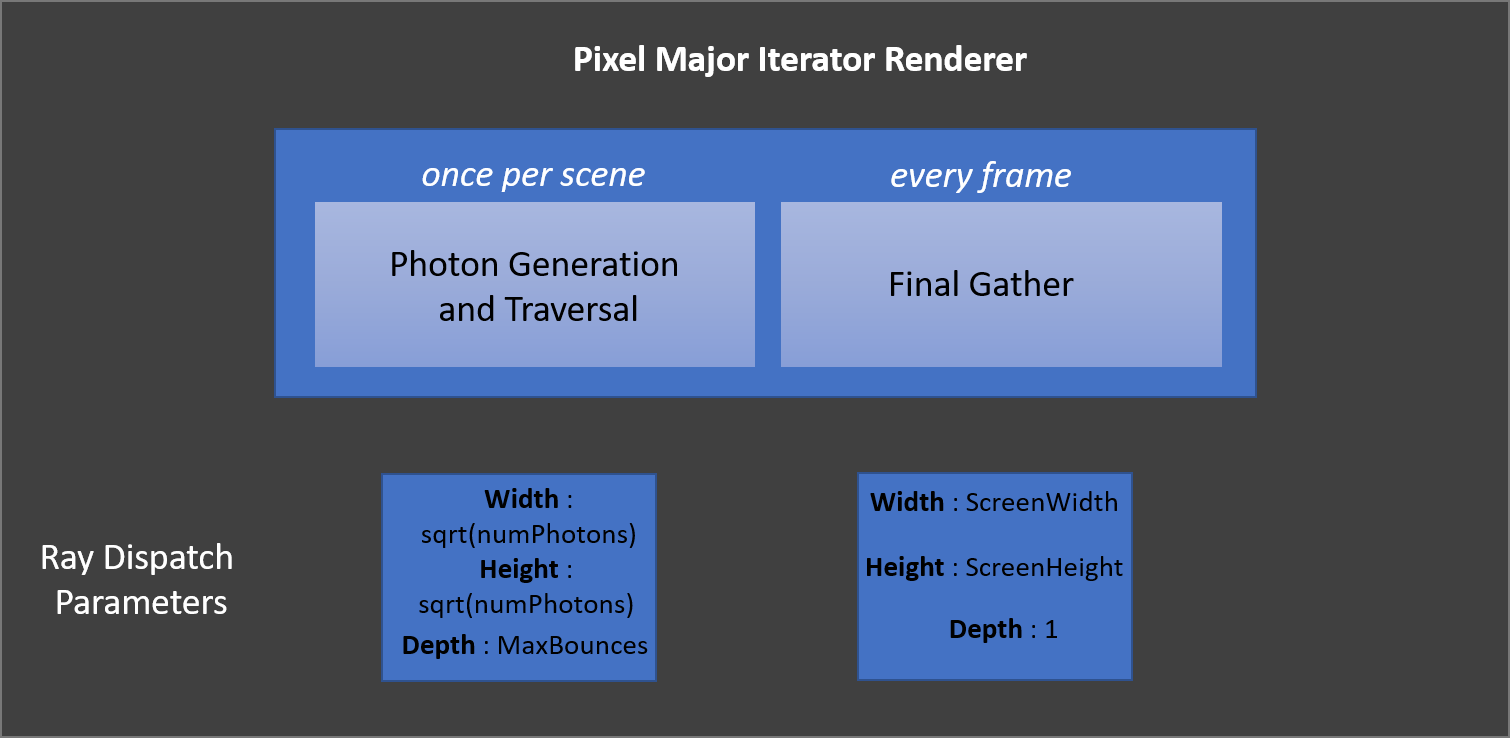 Pixel Major Iterator Renderer
once per scene
every frame
Photon Generation
and Traversal
Final Gather
Ray Dispatch
Parameters
Width :
sqrt(numPhotons)
Height :
sqrt(numPhotons)
Depth : MaxBounces
Width : ScreenWidth
Height : ScreenHeight
Depth : 1